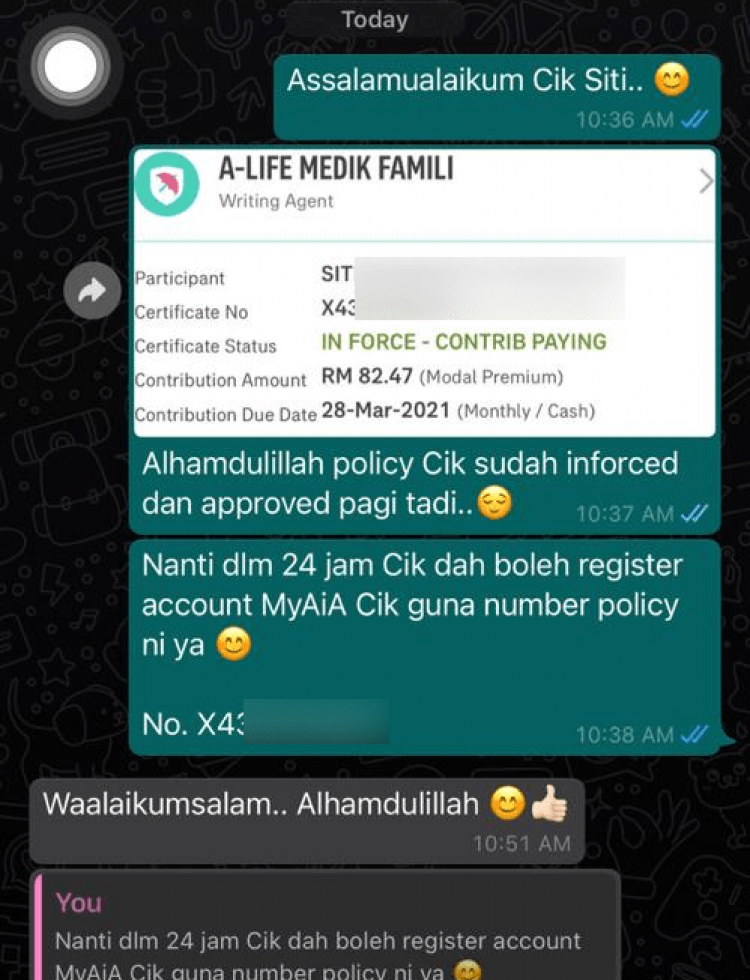 Today
Assalamualaikum Cik Siti.. 😊
10:36 AM
A-LIFE MEDIK FAMILI
Writing Agent
Participant SIT
Certificate No X43
Certificate Status IN FORCE - CONTRIB PAYING
Contribution Amount RM 82.47 (Modal Premium)
Contribution Due Date 28-Mar-2021 (Monthly / Cash)
Alhamdulillah policy Cik sudah inforced
dan approved pagi tadi..😌
10:37 AM
Nanti dlm 24 jam Cik dah boleh register
account MyAiA Cik guna number policy
ni ya 😊
No. X43
10:38 AM
Waalaikumsalam.. Alhamdulillah 😊👍🏻
10:51 AM
You
Nanti dlm 24 jam Cik dah boleh register account
MyAiA Cik guna number policy ni ya 😊